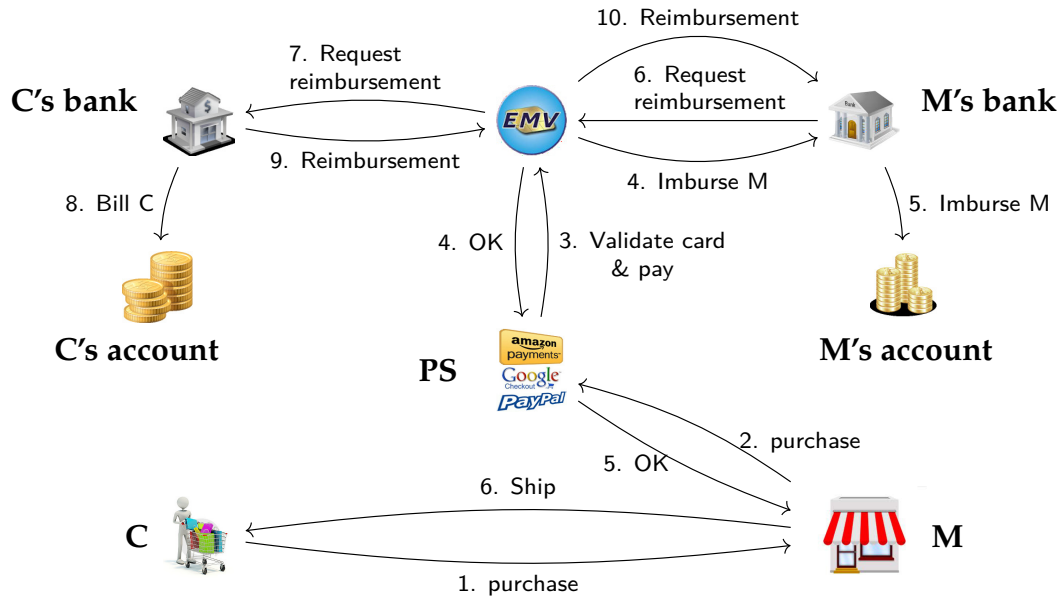 10. Reimbursement
7. Request
reimbursement
6. Request
reimbursement
C's bank
$
EMV
Bank
M's bank
9. Reimbursement
4. Imburse M
8. Bill C
5. Imburse M
4. OK
3. Validate card
& pay
C's account
M's account
PS
amazon
payments™
Google
Checkout
PayPal
2. purchase
5. OK
6. Ship
C
M
1. purchase